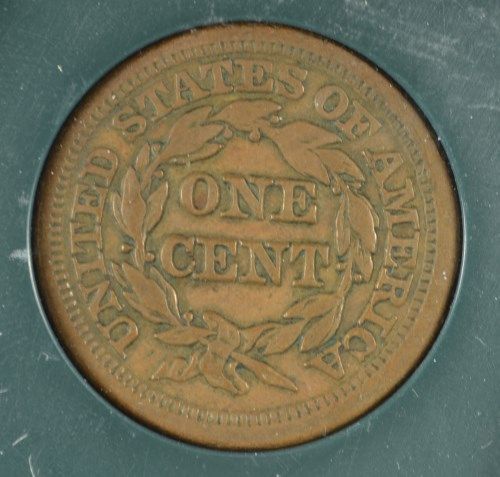 UNITED STATES OF AMERICA
ONE
CENT